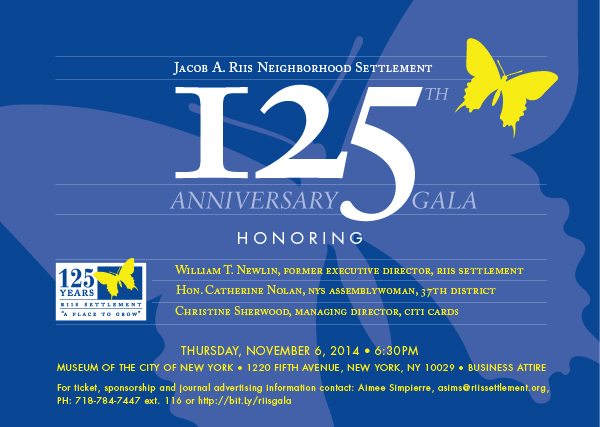 Jacob A. Riis Neighborhood Settlement
125TH
ANNIVERSARY GALA
HONORING
125
YEARS
RIIS SETTLEMENT
"A PLACE TO GROW"
William T. Newlin, former executive director, riis settlement
Hon. Catherine Nolan, nys assemblywoman, 37th district
Christine Sherwood, managing director, citi cards
THURSDAY, NOVEMBER 6, 2014 • 6:30PM
MUSEUM OF THE CITY OF NEW YORK • 1220 FIFTH AVENUE, NEW YORK, NY 10029 • BUSINESS ATTIRE
For ticket, sponsorship and journal advertising information contact: Aimee Simpierre, asims@riissettlement.org,
PH: 718-784-7447 ext. 116 or http://bit.ly/riisgala